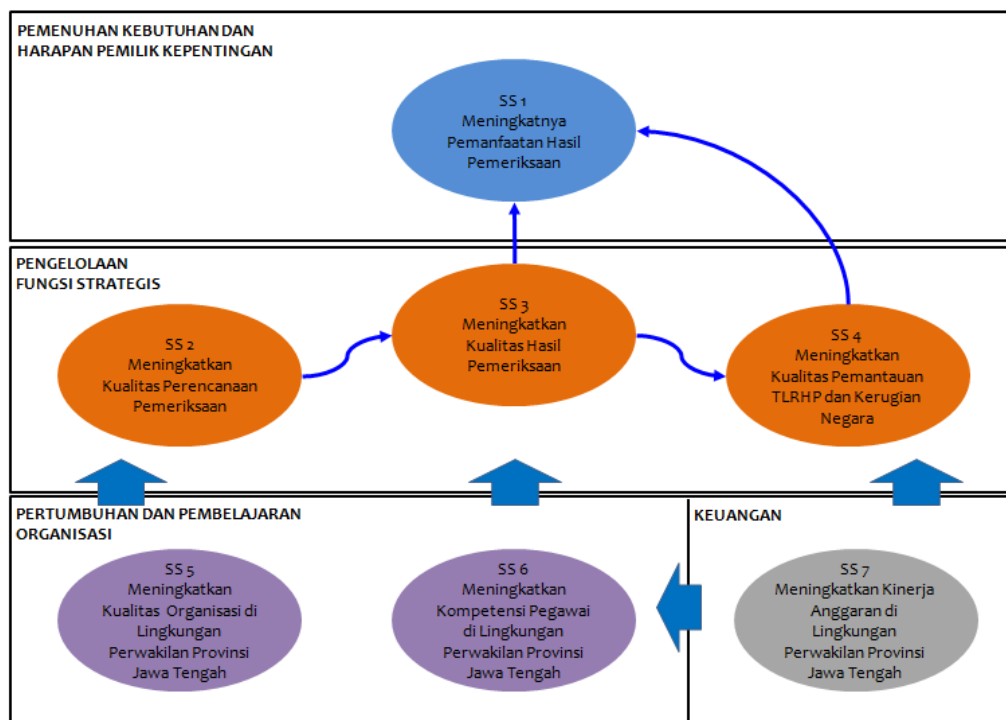 PEMENUHAN KEBUTUHAN DAN
HARAPAN PEMILIK KEPENTINGAN
SS 1
Meningkatnya
Pemanfaatan Hasil
Pemeriksaan
PENGELOLAAN
FUNGSI STRATEGIS
SS 2
Meningkatkan
Kualitas Perencanaan
Pemeriksaan
SS 3
Meningkatkan
Kualitas Hasil
Pemeriksaan
SS 4
Meningkatkan
Kualitas Pemantauan
TLRHP dan Kerugian
Negara
PERTUMBUHAN DAN PEMBELAJARAN
ORGANISASI
SS 5
Meningkatkan
Kualitas Organisasi di
Lingkungan
Perwakilan Provinsi
Jawa Tengah
SS 6
Meningkatkan
Kompetensi Pegawai
di Lingkungan
Perwakilan Provinsi
Jawa Tengah
KEUANGAN
SS 7
Meningkatkan Kinerja
Anggaran di
Lingkungan
Perwakilan Provinsi
Jawa Tengah